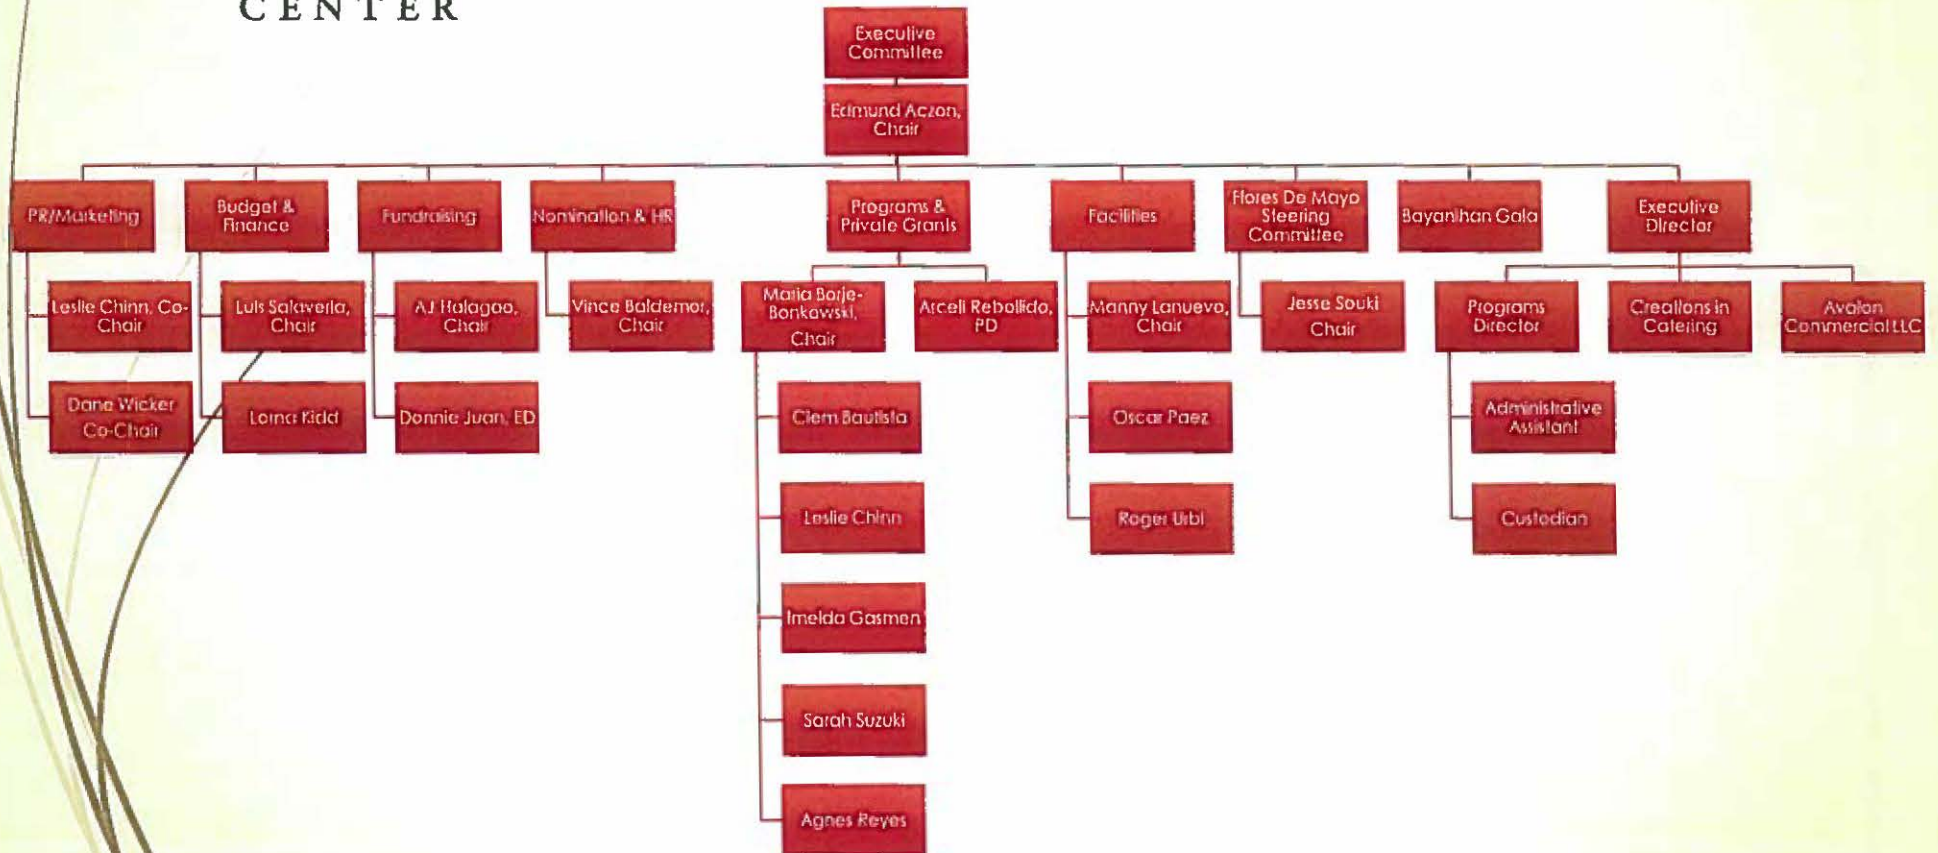 CENTER
Executive
Committee
Edmund Aczon,
Chair
PR/Marketing
Budget &
Finance
Fundraising
Nomination & HR
Programs &
Private Grants
Facilities
Flores De Mayo
Steering
Committee
Bayanihan Gala
Executive
Director
Leslie Chinn, Co-
Chair
Luis Salaveria,
Chair
AJ Halagao,
Chair
Vince Baldemor,
Chair
Maria Borje-
Bonkowski,
Chair
Arceli Rebollido,
PD
Manny Lanuevo,
Chair
Jesse Souki
Chair
Programs
Director
Creations in
Catering
Avalon
Commercial LLC
Dane Wicker
Co-Chair
Lorna Kidd
Donnie Juan, ED
Clem Bautista
Oscar Paez
Administrative
Assistant
Leslie Chinn
Roger Urbi
Custodian
Imelda Gasmen
Sarah Suzuki
Agnes Reyes